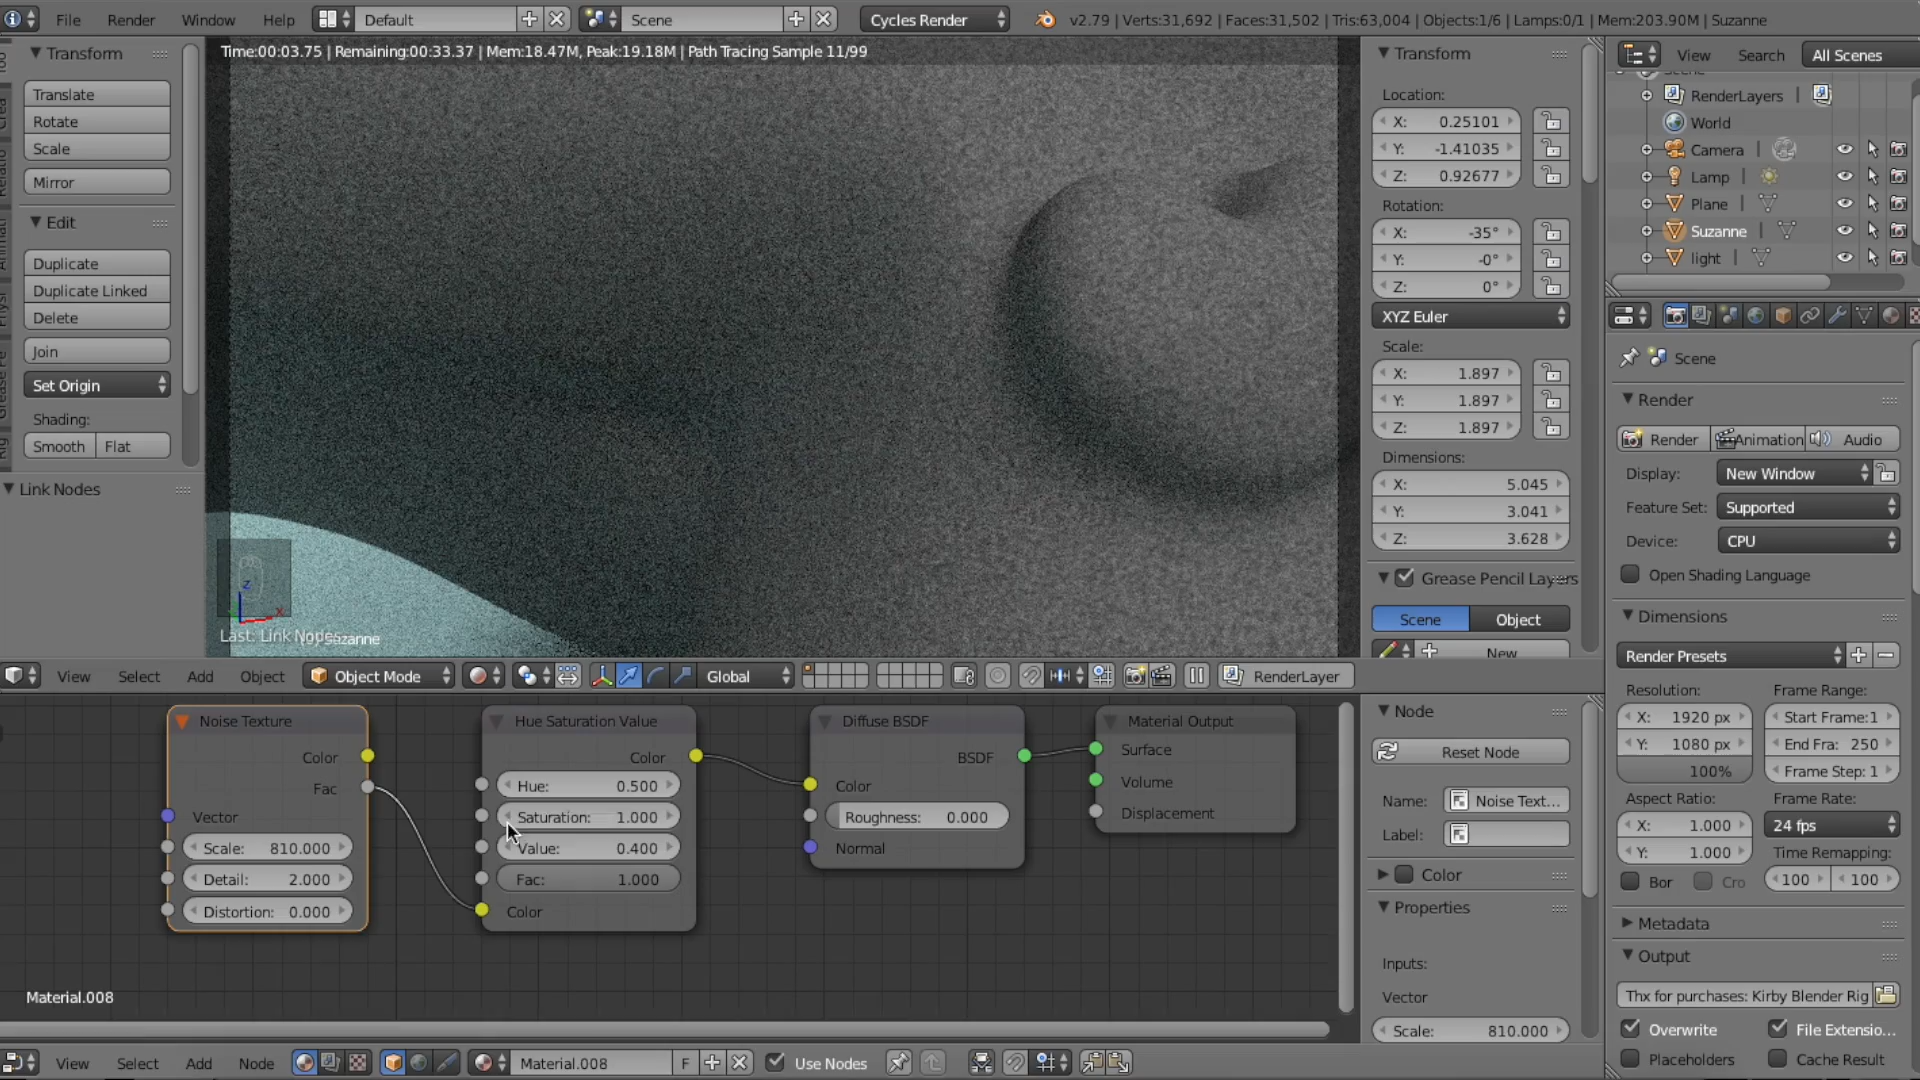 File Render Window Help Default Scene Cycles Render v2.79 | Verts:31,692 | Faces:31,502 | Tris:63,004 | Objects:1/6 | Lamps:0/1 | Mem:203.90M | Suzanne
Time:00:03.75 | Remaining:00:33.37 | Mem:18.47M, Peak:19.18M | Path Tracing Sample 11/99
Transform
Translate
Rotate
Scale
Mirror
Edit
Duplicate
Duplicate Linked
Delete
Join
Set Origin
Shading:
Smooth Flat
Link Nodes
Z
X
Last: Link Nodes
Suzanne
View Select Add Object Object Mode Global RenderLayer
Transform
Location:
X: 0.25101
Y: -1.41035
Z: 0.92677
Rotation:
X: -35°
Y: -0°
Z: 0°
XYZ Euler
Scale:
X: 1.897
Y: 1.897
Z: 1.897
Dimensions:
X: 5.045
Y: 3.041
Z: 3.628
Grease Pencil Layers
Scene Object
New
View Search All Scenes
Scene
RenderLayers
World
Camera
Lamp
Plane
Suzanne
light
Scene
Render
Render Animation Audio
Display: New Window
Feature Set: Supported
Device: CPU
Open Shading Language
Dimensions
Render Presets
Resolution: Frame Range:
X: 1920 px Start Frame:1
Y: 1080 px End Fra: 250
100% Frame Step: 1
Aspect Ratio: Frame Rate:
X: 1.000 24 fps
Y: 1.000 Time Remapping:
Bor Cro 100 100
Metadata
Output
Thx for purchases: Kirby Blender Rig
Overwrite File Extensio...
Placeholders Cache Result
Noise Texture
Color
Fac
Vector
Scale: 810.000
Detail: 2.000
Distortion: 0.000
Hue Saturation Value
Color
Hue: 0.500
Saturation: 1.000
Value: 0.400
Fac: 1.000
Color
Diffuse BSDF
BSDF
Color
Roughness: 0.000
Normal
Material Output
Surface
Volume
Displacement
Material.008
Node
Reset Node
Name: Noise Text...
Label:
Color
Properties
Inputs:
Vector
Scale: 810.000
View Select Add Node Material.008 F Use Nodes